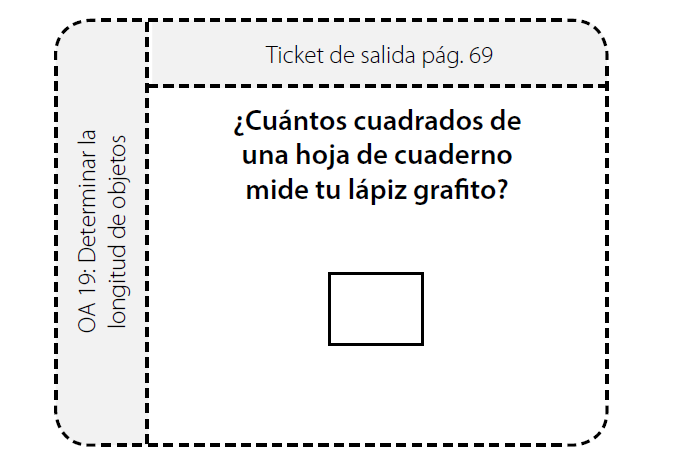 Ticket de salida pág. 69
OA 19: Determinar la
longitud de objetos
¿Cuántos cuadrados de
una hoja de cuaderno
mide tu lápiz grafito?